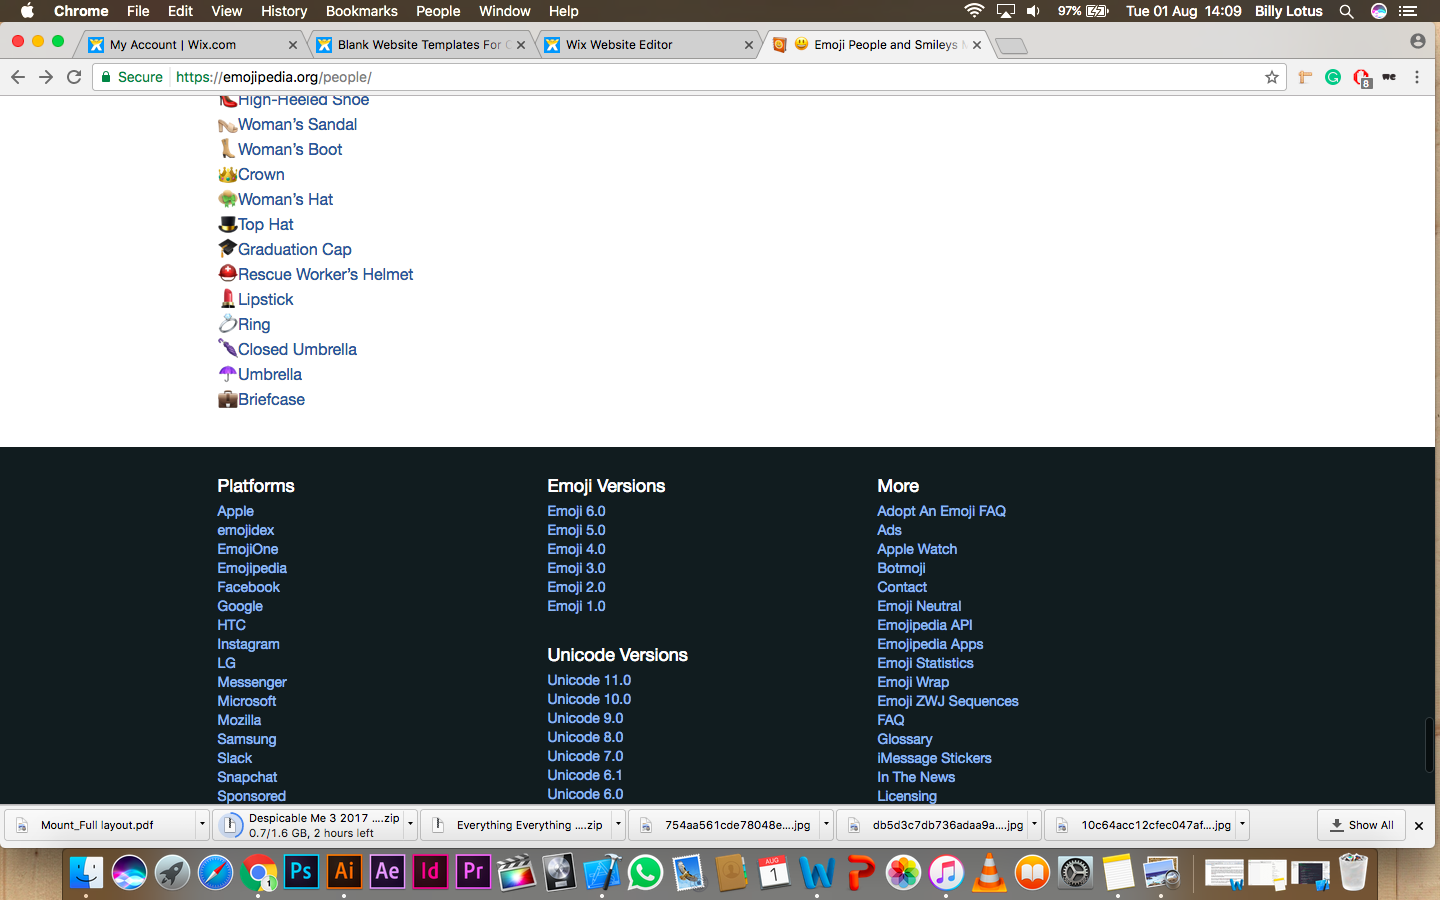 Chrome File Edit View History Bookmarks People Window Help 97% Tue 01 Aug 14:09 Billy Lotus
My Account | Wix.com Blank Website Templates For Wix Website Editor Emoji People and Smileys
Secure https://emojipedia.org/people/
8
High-Heeled Shoe
Woman’s Sandal
Woman’s Boot
Crown
Woman’s Hat
Top Hat
Graduation Cap
Rescue Worker’s Helmet
Lipstick
Ring
Closed Umbrella
Umbrella
Briefcase
Platforms
Apple
emojidex
EmojiOne
Emojipedia
Facebook
Google
HTC
Instagram
LG
Messenger
Microsoft
Mozilla
Samsung
Slack
Snapchat
Sponsored
Emoji Versions
Emoji 6.0
Emoji 5.0
Emoji 4.0
Emoji 3.0
Emoji 2.0
Emoji 1.0
Unicode Versions
Unicode 11.0
Unicode 10.0
Unicode 9.0
Unicode 8.0
Unicode 7.0
Unicode 6.1
Unicode 6.0
More
Adopt An Emoji FAQ
Ads
Apple Watch
Botmoji
Contact
Emoji Neutral
Emojipedia API
Emojipedia Apps
Emoji Statistics
Emoji Wrap
Emoji ZWJ Sequences
FAQ
Glossary
iMessage Stickers
In The News
Licensing
Mount_Full layout.pdf
Despicable Me 3 2017 ....zip
0.7/1.6 GB, 2 hours left
Everything Everything ....zip
754aa561cde78048e....jpg
db5d3c7db736adaa9a....jpg
10c64acc12cfec047af....jpg
Show All
1 Ps Ai Ae Id Pr AUG
1